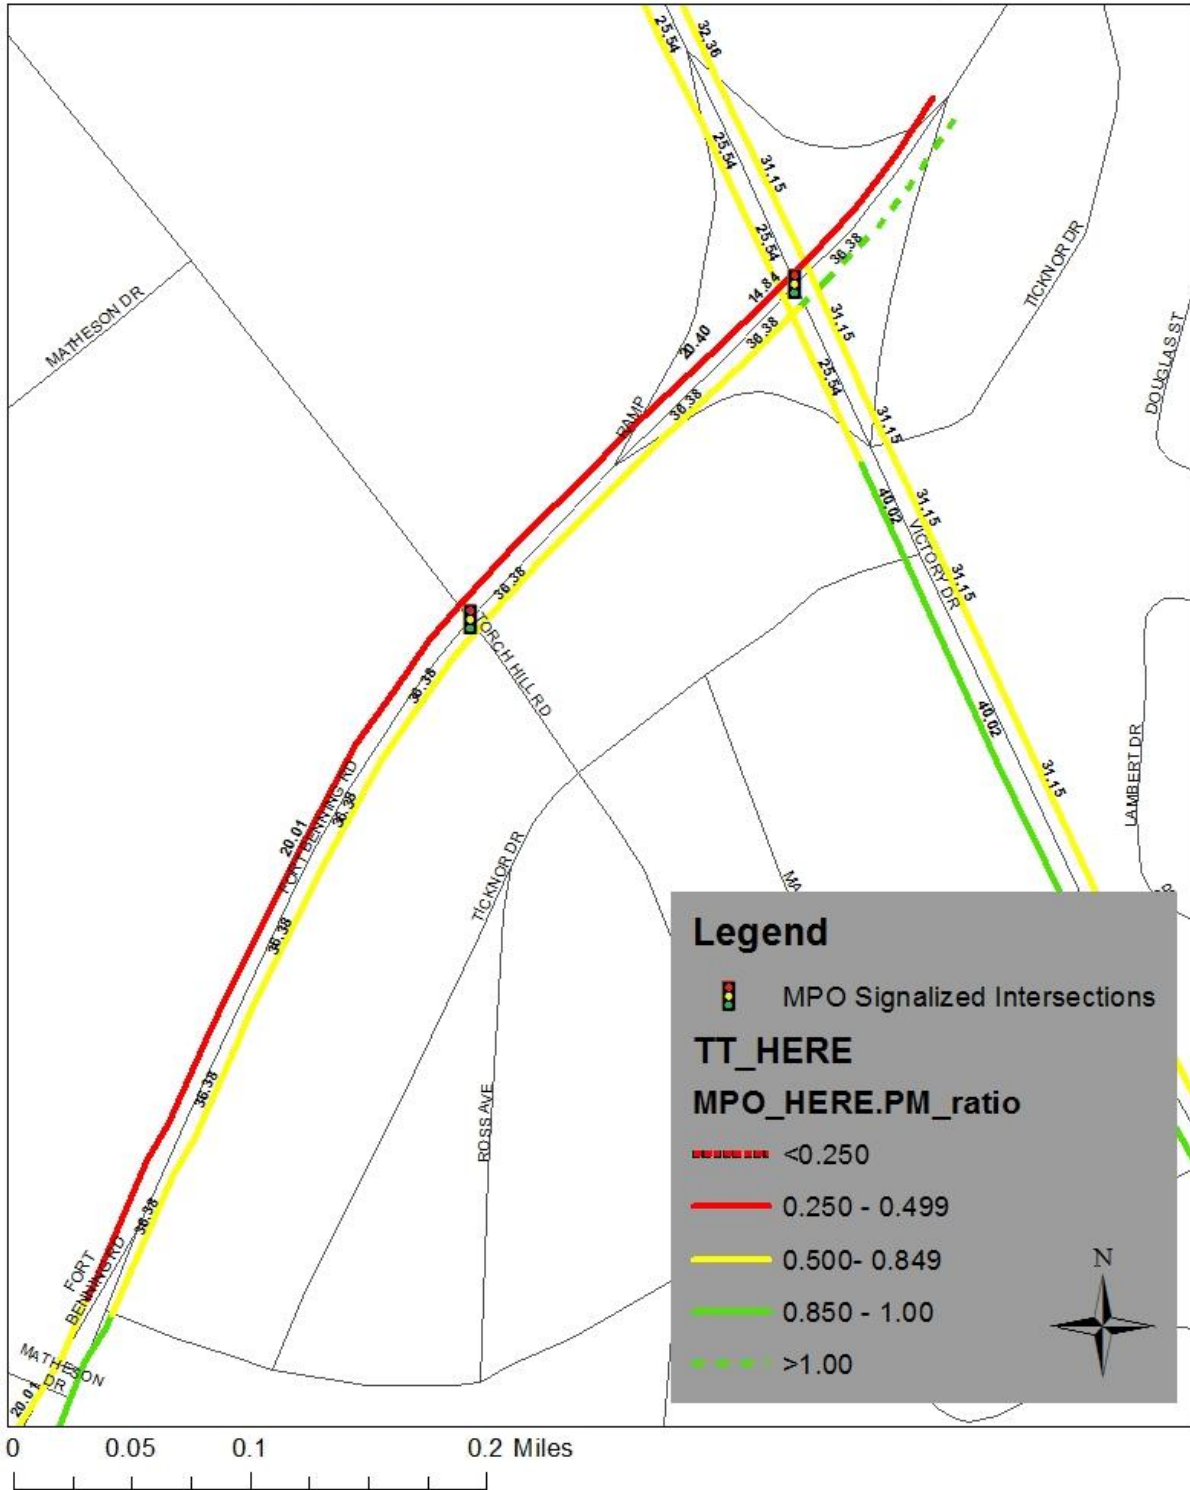 25.54
32.36
25.54
31.15
25.54
36.38
14.84
31.15
TICKNOR DR
MATHESON DR
20.40
36.38
25.54
DOUGLAS ST
RAMP
36.38
31.15
40.02
31.15
VICTORY DR
31.15
36.38
TORCH HILL RD
36.38
40.02
31.15
LAMBERT DR
FORT BENNING RD
36.38
20.01
TICKNOR DR
MA
36.38
36.38
ROSS AVE
36.38
FORT
BENNING RD
MATHESON
DR
20.01
Legend
MPO Signalized Intersections
TT_HERE
MPO_HERE.PM_ratio
<0.250
0.250 - 0.499
0.500- 0.849
0.850 - 1.00
>1.00
N
0 0.05 0.1 0.2 Miles